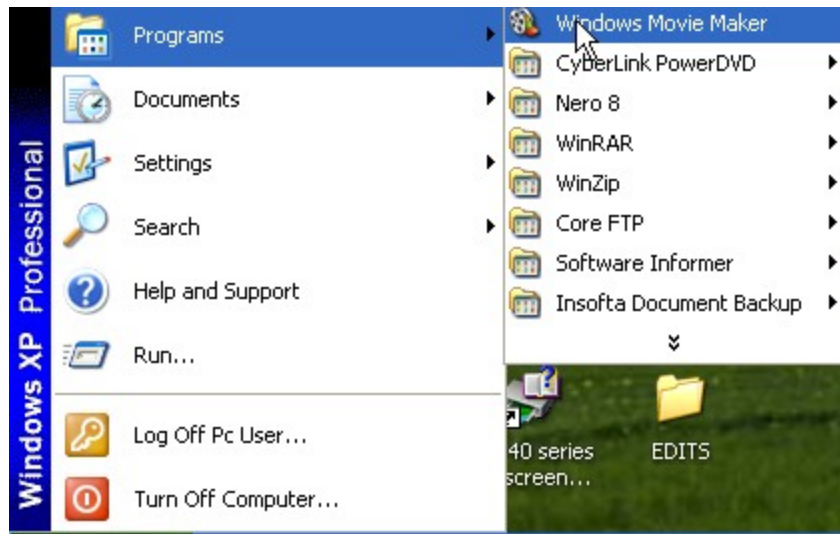 Windows XP Professional
Programs
Documents
Settings
Search
Help and Support
Run...
Log Off Pc User...
Turn Off Computer...
Windows Movie Maker
CyberLink PowerDVD
Nero 8
WinRAR
WinZip
Core FTP
Software Informer
Insofta Document Backup
40 series
screen...
EDITS